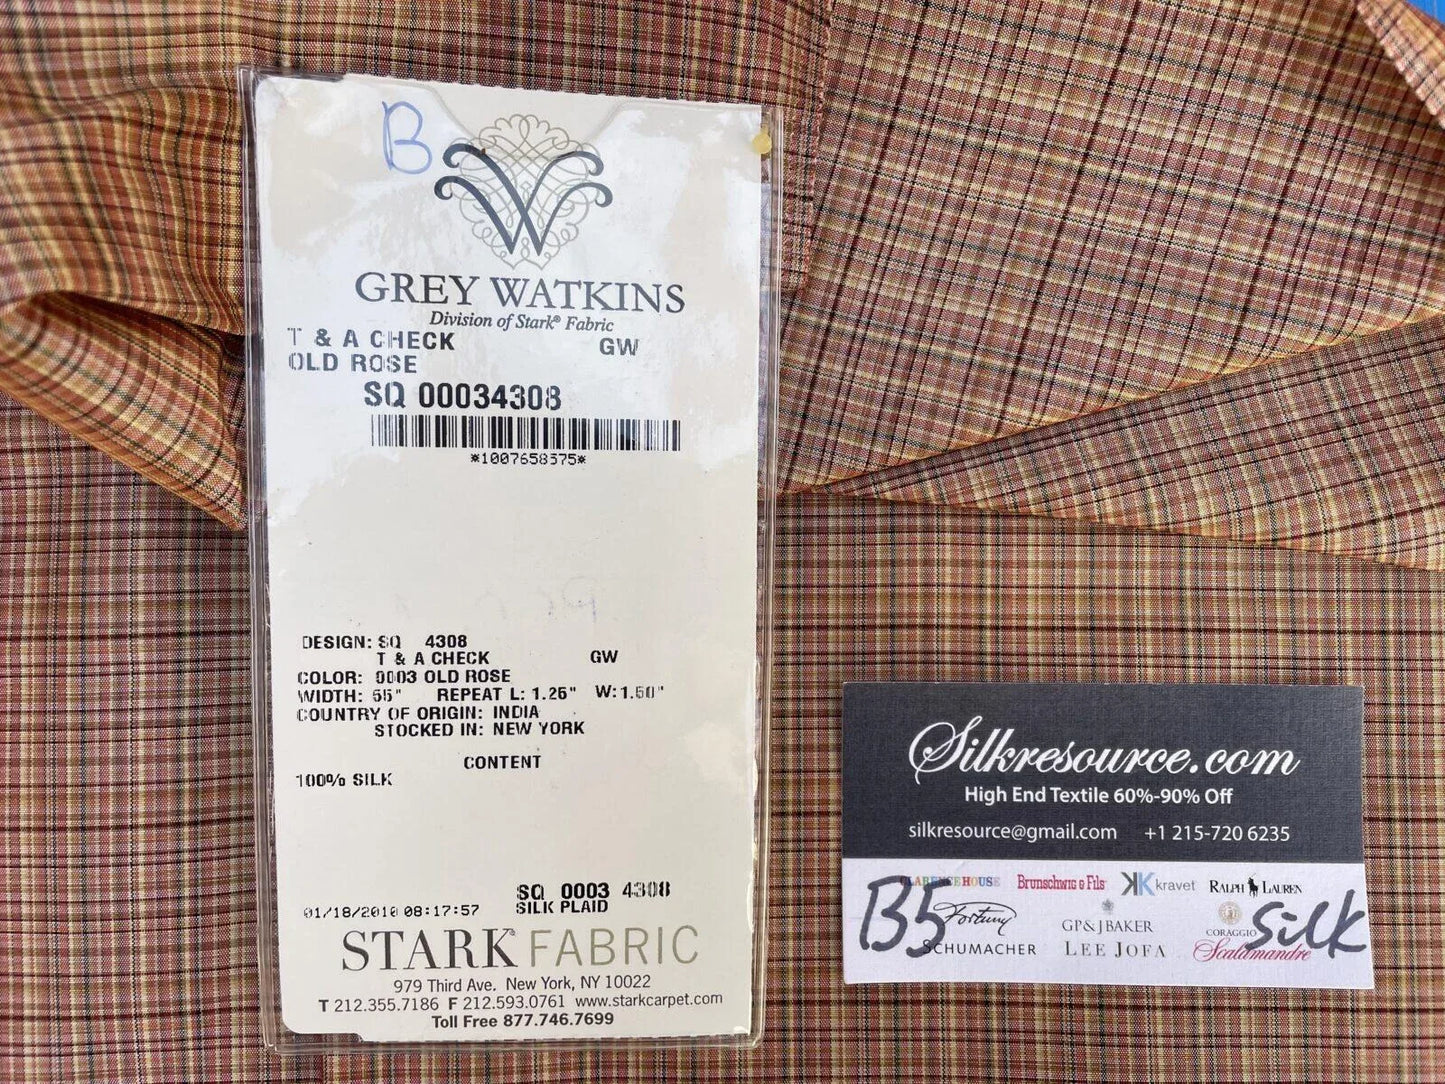 B
GREY WATKINS
Division of Stark® Fabric
T & A CHECK GW
OLD ROSE
SQ 00034308
*1007658375*
DESIGN: SQ 4308
T & A CHECK GW
COLOR: 0003 OLD ROSE
WIDTH: 55" REPEAT L: 1.25" W: 1.50"
COUNTRY OF ORIGIN: INDIA
STOCKED IN: NEW YORK
CONTENT
100% SILK
SQ 0003 4308
01/18/2010 08:17:57 SILK PLAID
STARK® FABRIC
979 Third Ave. New York, NY 10022
T 212.355.7186 F 212.593.0761 www.starkcarpet.com
Toll Free 877.746.7699
Silkresource.com
High End Textile 60%-90% Off
silkresource@gmail.com +1 215-720 6235
CLARENCE HOUSE Brunschwig & Fils kravet RALPH LAUREN
B5 Fortuny GP & J BAKER CORAGGIO Silk
SCHUMACHER LEE JOFA Scalamandre